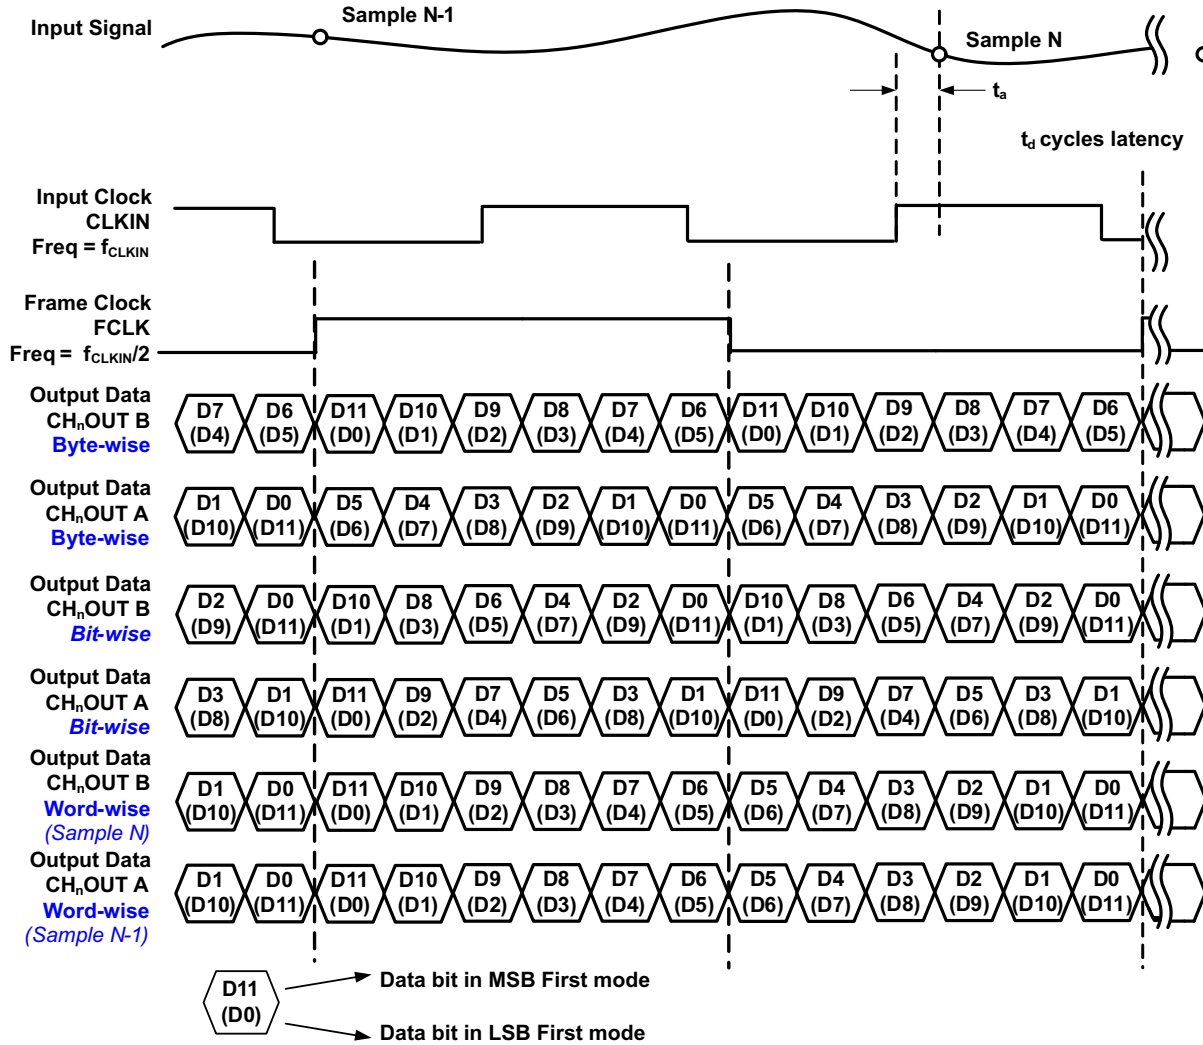 Input Signal
Sample N-1
Sample N
ta
td cycles latency
Input Clock
CLKIN
Freq = fCLKIN
Frame Clock
FCLK
Freq = fCLKIN/2
Output Data
CHnOUT B
Byte-wise
D7 D6 D11 D10 D9 D8 D7 D6 D11 D10 D9 D8 D7 D6
(D4) (D5) (D0) (D1) (D2) (D3) (D4) (D5) (D0) (D1) (D2) (D3) (D4) (D5)
Output Data
CHnOUT A
Byte-wise
D1 D0 D5 D4 D3 D2 D1 D0 D5 D4 D3 D2 D1 D0
(D10) (D11) (D6) (D7) (D8) (D9) (D10) (D11) (D6) (D7) (D8) (D9) (D10) (D11)
Output Data
CHnOUT B
Bit-wise
D2 D0 D10 D8 D6 D4 D2 D0 D10 D8 D6 D4 D2 D0
(D9) (D11) (D1) (D3) (D5) (D7) (D9) (D11) (D1) (D3) (D5) (D7) (D9) (D11)
Output Data
CHnOUT A
Bit-wise
D3 D1 D11 D9 D7 D5 D3 D1 D11 D9 D7 D5 D3 D1
(D8) (D10) (D0) (D2) (D4) (D6) (D8) (D10) (D0) (D2) (D4) (D6) (D8) (D10)
Output Data
CHnOUT B
Word-wise
(Sample N)
D1 D0 D11 D10 D9 D8 D7 D6 D5 D4 D3 D2 D1 D0
(D10) (D11) (D0) (D1) (D2) (D3) (D4) (D5) (D6) (D7) (D8) (D9) (D10) (D11)
Output Data
CHnOUT A
Word-wise
(Sample N-1)
D1 D0 D11 D10 D9 D8 D7 D6 D5 D4 D3 D2 D1 D0
(D10) (D11) (D0) (D1) (D2) (D3) (D4) (D5) (D6) (D7) (D8) (D9) (D10) (D11)
D11
(D0)
Data bit in MSB First mode
Data bit in LSB First mode